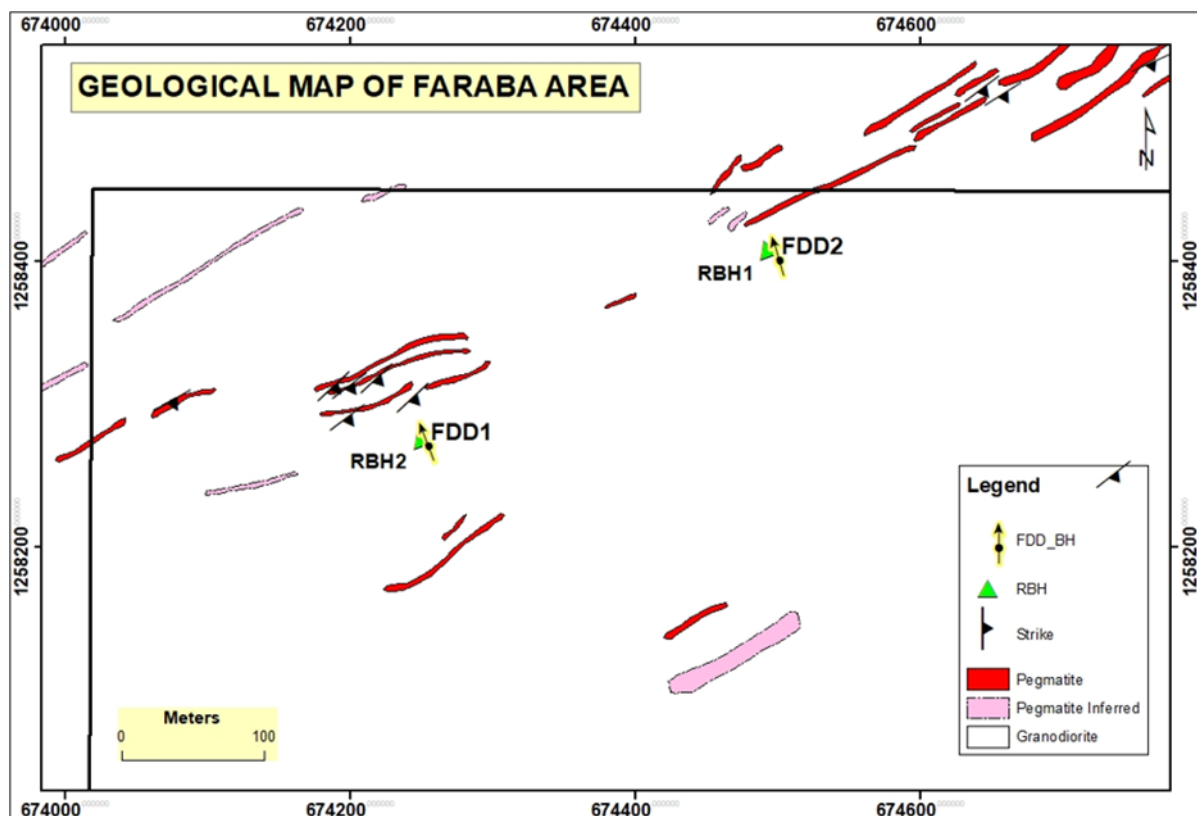 674000
674200
674400
674600
GEOLOGICAL MAP OF FARABA AREA
N
1258400
1258400
FDD2
RBH1
FDD1
RBH2
Legend
FDD_BH
RBH
Strike
Pegmatite
Pegmatite Inferred
Granodiorite
1258200
1258200
Meters
0
100
674000
674200
674400
674600